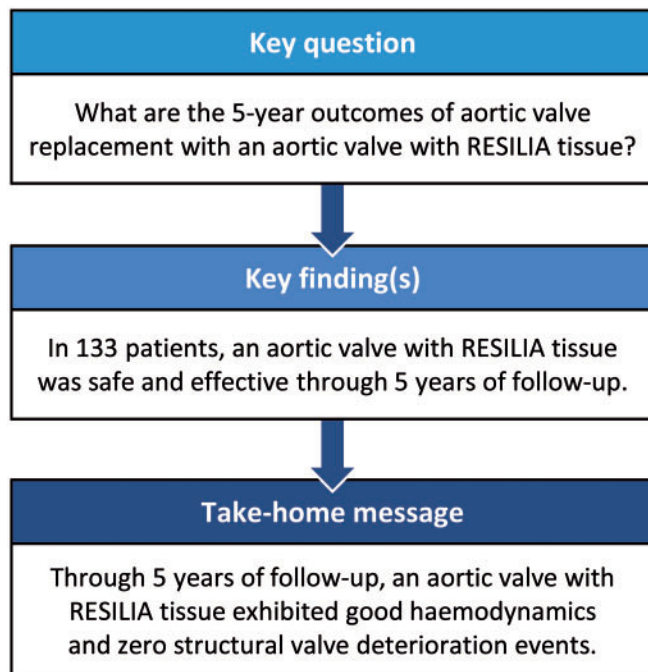 Key question
What are the 5-year outcomes of aortic valve
replacement with an aortic valve with RESILIA tissue?
Key finding(s)
In 133 patients, an aortic valve with RESILIA tissue
was safe and effective through 5 years of follow-up.
Take-home message
Through 5 years of follow-up, an aortic valve with
RESILIA tissue exhibited good haemodynamics
and zero structural valve deterioration events.